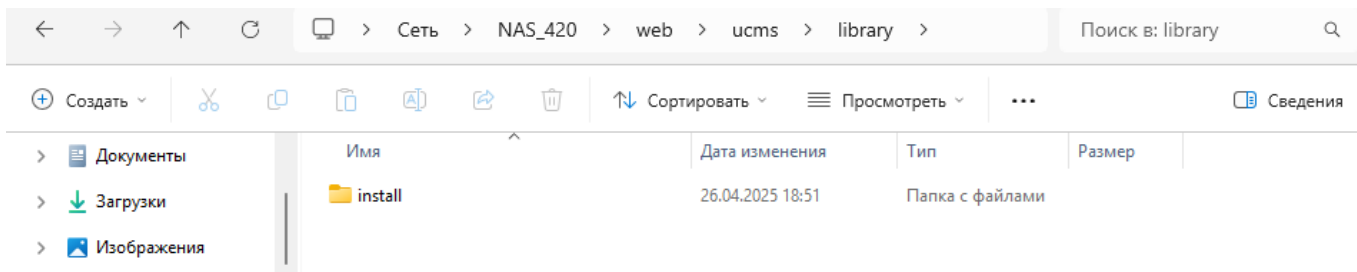 Сеть > NAS_420 > web > ucms > library >
Поиск в: library
Создать
Сортировать
Просмотреть
Сведения
Имя
Дата изменения
Тип
Размер
Документы
Загрузки
Изображения
install
26.04.2025 18:51
Папка с файлами